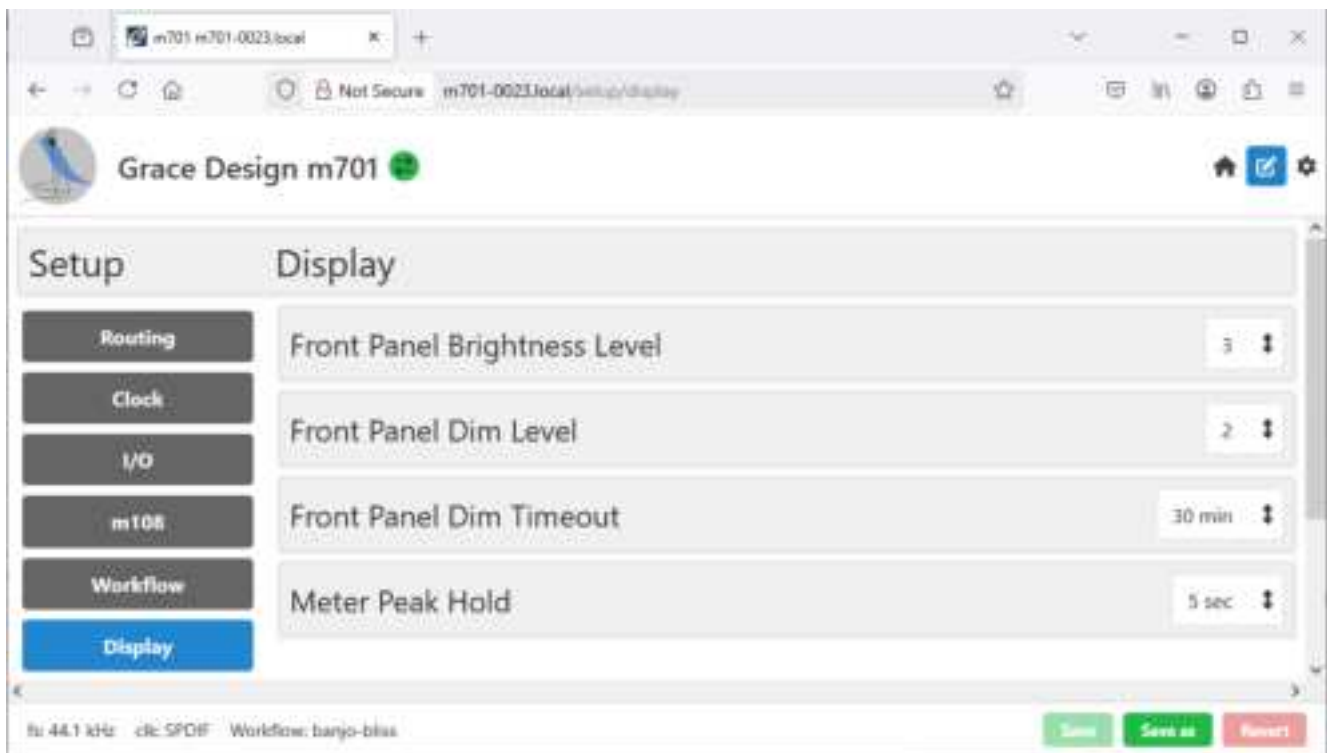 m701 m701-0023.local
Not Secure m701-0023.local/setup/display
Grace Design m701
Setup
Display
Routing
Clock
I/O
m108
Workflow
Display
Front Panel Brightness Level
3
Front Panel Dim Level
2
Front Panel Dim Timeout
30 min
Meter Peak Hold
5 sec
fs: 44.1 kHz clk: SPDIF Workflow: banjo-bliss
Save
Save as
Revert